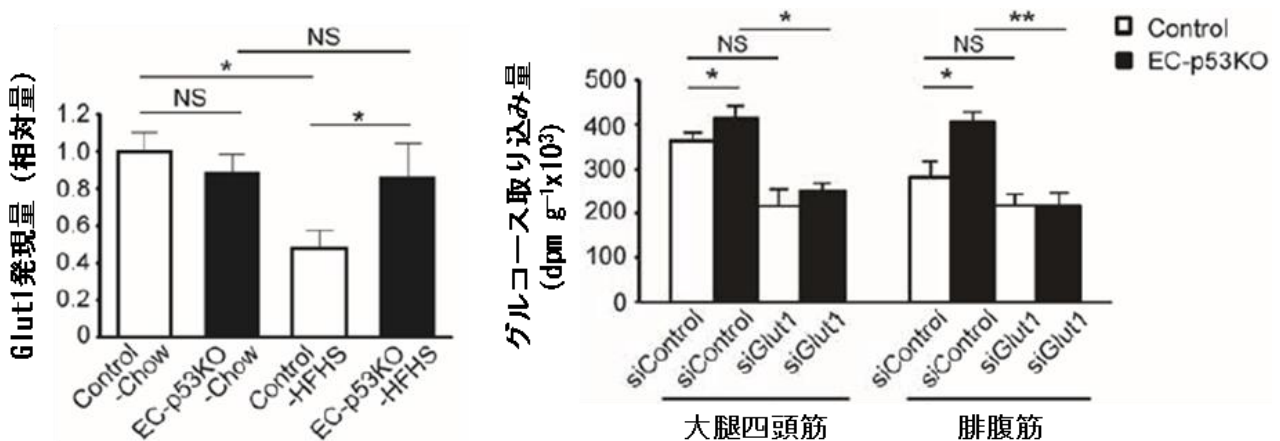 Glut1発現量 (相対量)
1.2
1.0
0.8
0.6
0.4
0.2
0
NS
*
NS
*
Control
-Chow
EC-p53KO
-Chow
Control
-HFHS
EC-p53KO
-HFHS
グルコース取り込み量
(dpm g⁻¹x10³)
500
400
300
200
100
0
*
NS
*
**
NS
*
Control
EC-p53KO
siControl
siControl
siGlut1
siGlut1
siControl
siControl
siGlut1
siGlut1
大腿四頭筋
腓腹筋